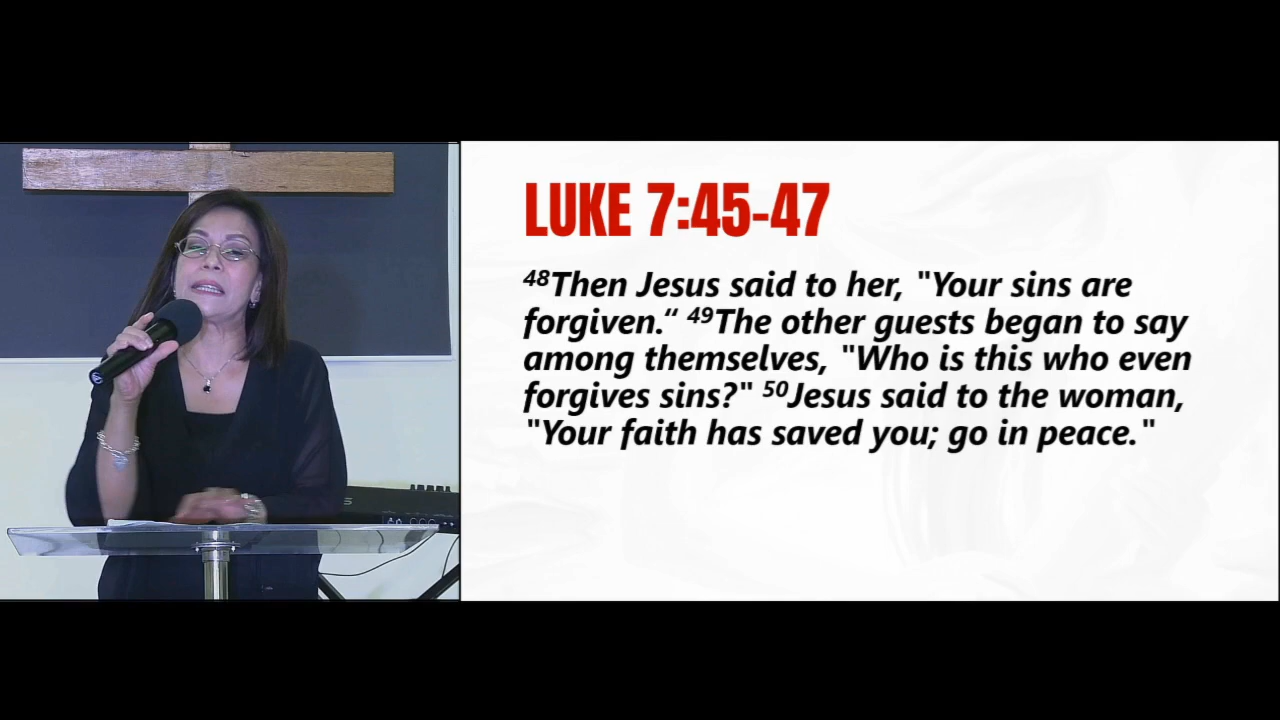 LUKE 7:45-47
⁴⁸Then Jesus said to her, "Your sins are
forgiven.“ ⁴⁹The other guests began to say
among themselves, "Who is this who even
forgives sins?" ⁵⁰Jesus said to the woman,
"Your faith has saved you; go in peace."